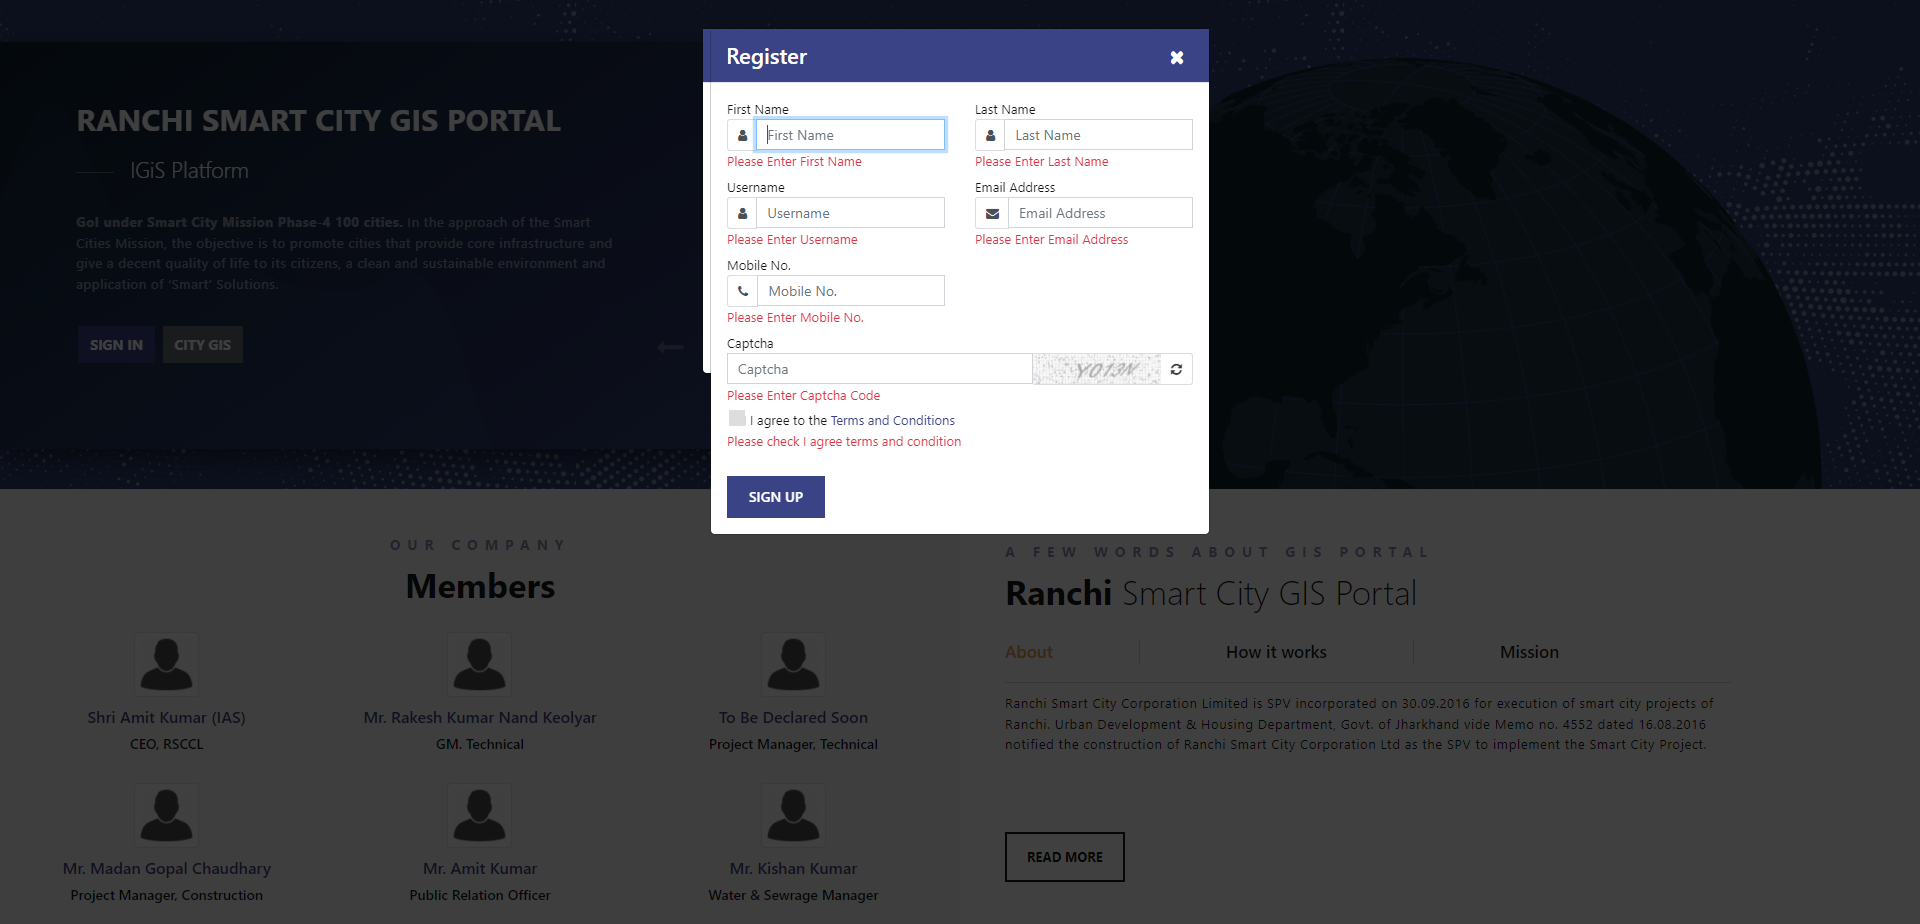 Register
First Name
Last Name
First Name
Last Name
Please Enter First Name
Please Enter Last Name
Username
Email Address
Username
Email Address
Please Enter Username
Please Enter Email Address
Mobile No.
Mobile No.
Please Enter Mobile No.
Captcha
Captcha
Y013N
Please Enter Captcha Code
I agree to the Terms and Conditions
Please check I agree terms and condition
SIGN UP
RANCHI SMART CITY GIS PORTAL
IGiS Platform
GoI under Smart City Mission Phase-4 100 cities. In the approach of the Smart
Cities Mission, the objective is to promote cities that provide core infrastructure and
give a decent quality of life to its citizens, a clean and sustainable environment and
application of 'Smart' Solutions.
SIGN IN
CITY GIS
OUR COMPANY
Members
Shri Amit Kumar (IAS)
CEO, RSCCL
Mr. Rakesh Kumar Nand Keolyar
GM. Technical
To Be Declared Soon
Project Manager, Technical
Mr. Madan Gopal Chaudhary
Project Manager, Construction
Mr. Amit Kumar
Public Relation Officer
Mr. Kishan Kumar
Water & Sewrage Manager
A FEW WORDS ABOUT GIS PORTAL
Ranchi Smart City GIS Portal
About
How it works
Mission
Ranchi Smart City Corporation Limited is SPV incorporated on 30.09.2016 for execution of smart city projects of
Ranchi. Urban Development & Housing Department, Govt. of Jharkhand vide Memo no. 4552 dated 16.08.2016
notified the construction of Ranchi Smart City Corporation Ltd as the SPV to implement the Smart City Project.
READ MORE